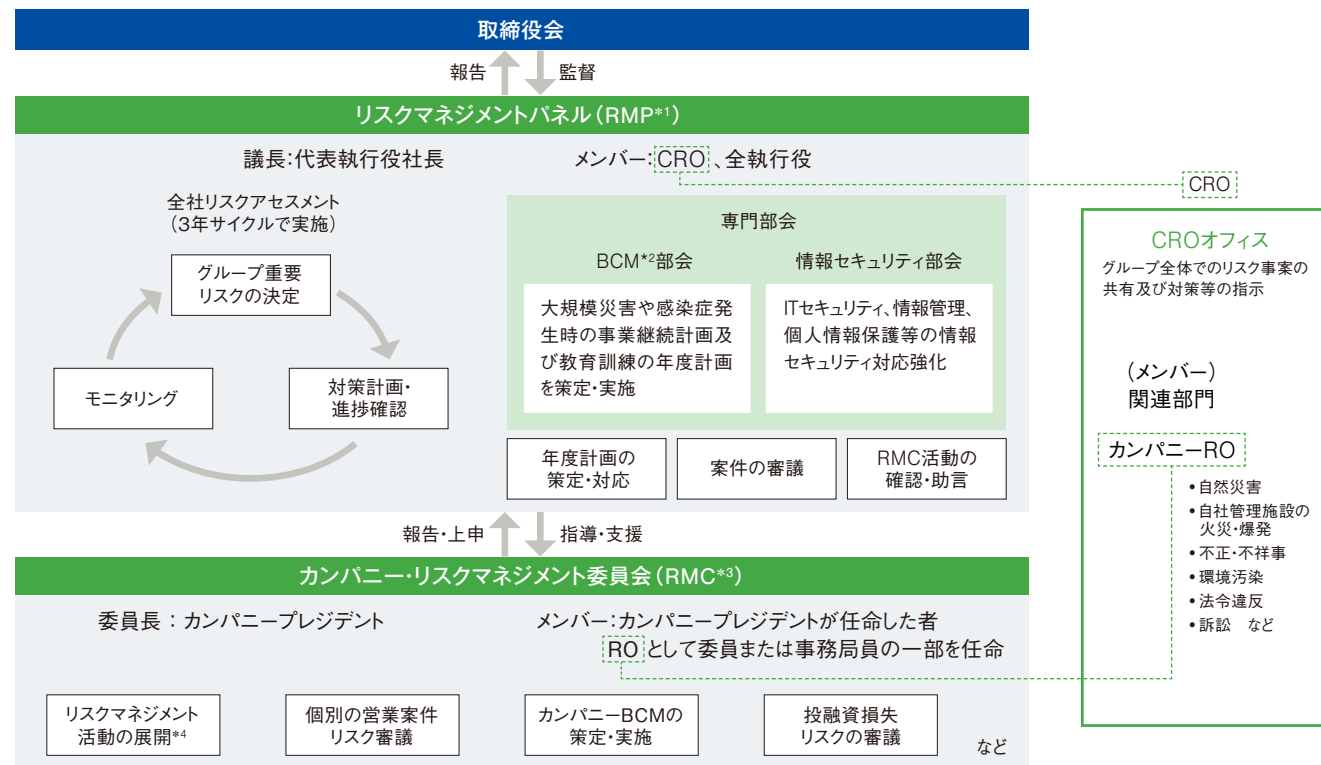 取締役会
報告
監督
リスクマネジメントパネル（RMP*1）
議長：代表執行役社長
メンバー：CRO、全執行役
全社リスクアセスメント
（3年サイクルで実施）
グループ重要
リスクの決定
モニタリング
対策計画・
進捗確認
専門部会
BCM*2部会
大規模災害や感染症発
生時の事業継続計画及
び教育訓練の年度計画
を策定・実施
情報セキュリティ部会
ITセキュリティ、情報管理、
個人情報保護等の情報
セキュリティ対応強化
年度計画の
策定・対応
案件の審議
RMC活動の
確認・助言
報告・上申
指導・支援
カンパニー・リスクマネジメント委員会（RMC*3）
委員長：カンパニープレジデント
メンバー：カンパニープレジデントが任命した者
ROとして委員または事務局員の一部を任命
リスクマネジメント
活動の展開*4
個別の営業案件
リスク審議
カンパニーBCMの
策定・実施
投融資損失
リスクの審議
など
CRO
CROオフィス
グループ全体でのリスク事案の
共有及び対策等の指示
（メンバー）
関連部門
カンパニーRO
•自然災害
•自社管理施設の
火災・爆発
•不正・不祥事
•環境汚染
•法令違反
•訴訟　など